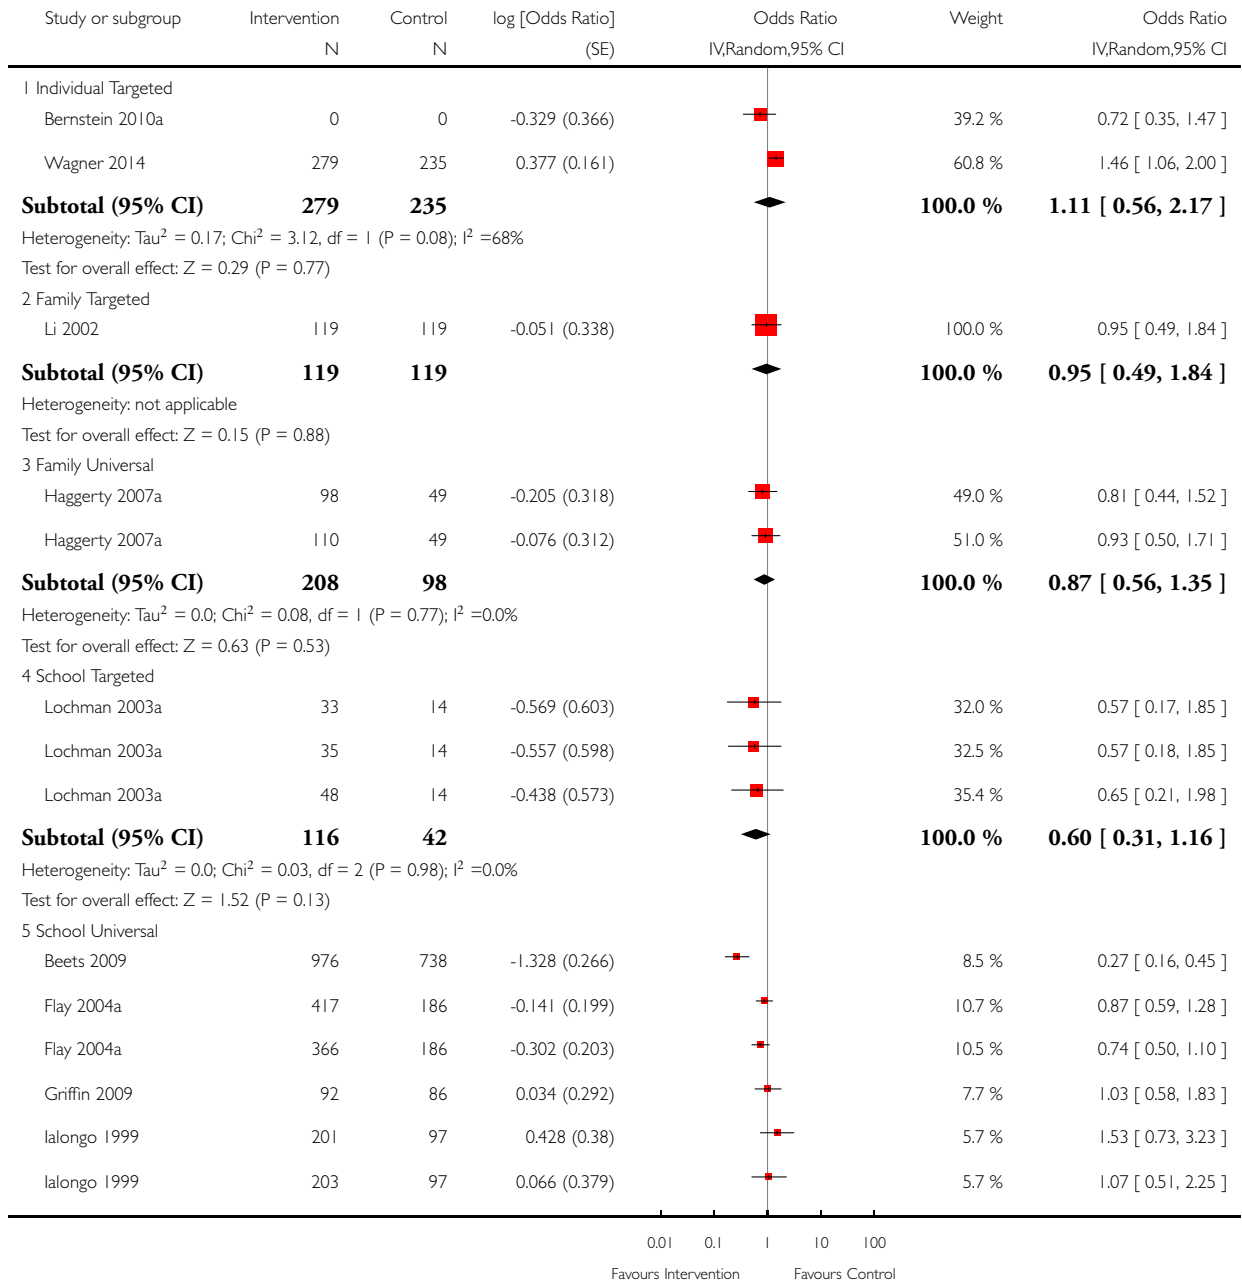 Study or subgroup Intervention Control log [Odds Ratio] Odds Ratio Weight Odds Ratio
N N (SE) IV,Random,95% CI IV,Random,95% CI
1 Individual Targeted
Bernstein 2010a 0 0 -0.329 (0.366) 39.2 % 0.72 [ 0.35, 1.47 ]
Wagner 2014 279 235 0.377 (0.161) 60.8 % 1.46 [ 1.06, 2.00 ]
Subtotal (95% CI) 279 235 100.0 % 1.11 [ 0.56, 2.17 ]
Heterogeneity: Tau² = 0.17; Chi² = 3.12, df = 1 (P = 0.08); I² =68%
Test for overall effect: Z = 0.29 (P = 0.77)
2 Family Targeted
Li 2002 119 119 -0.051 (0.338) 100.0 % 0.95 [ 0.49, 1.84 ]
Subtotal (95% CI) 119 119 100.0 % 0.95 [ 0.49, 1.84 ]
Heterogeneity: not applicable
Test for overall effect: Z = 0.15 (P = 0.88)
3 Family Universal
Haggerty 2007a 98 49 -0.205 (0.318) 49.0 % 0.81 [ 0.44, 1.52 ]
Haggerty 2007a 110 49 -0.076 (0.312) 51.0 % 0.93 [ 0.50, 1.71 ]
Subtotal (95% CI) 208 98 100.0 % 0.87 [ 0.56, 1.35 ]
Heterogeneity: Tau² = 0.0; Chi² = 0.08, df = 1 (P = 0.77); I² =0.0%
Test for overall effect: Z = 0.63 (P = 0.53)
4 School Targeted
Lochman 2003a 33 14 -0.569 (0.603) 32.0 % 0.57 [ 0.17, 1.85 ]
Lochman 2003a 35 14 -0.557 (0.598) 32.5 % 0.57 [ 0.18, 1.85 ]
Lochman 2003a 48 14 -0.438 (0.573) 35.4 % 0.65 [ 0.21, 1.98 ]
Subtotal (95% CI) 116 42 100.0 % 0.60 [ 0.31, 1.16 ]
Heterogeneity: Tau² = 0.0; Chi² = 0.03, df = 2 (P = 0.98); I² =0.0%
Test for overall effect: Z = 1.52 (P = 0.13)
5 School Universal
Beets 2009 976 738 -1.328 (0.266) 8.5 % 0.27 [ 0.16, 0.45 ]
Flay 2004a 417 186 -0.141 (0.199) 10.7 % 0.87 [ 0.59, 1.28 ]
Flay 2004a 366 186 -0.302 (0.203) 10.5 % 0.74 [ 0.50, 1.10 ]
Griffin 2009 92 86 0.034 (0.292) 7.7 % 1.03 [ 0.58, 1.83 ]
Ialongo 1999 201 97 0.428 (0.38) 5.7 % 1.53 [ 0.73, 3.23 ]
Ialongo 1999 203 97 0.066 (0.379) 5.7 % 1.07 [ 0.51, 2.25 ]
0.01 0.1 1 10 100
Favours Intervention Favours Control